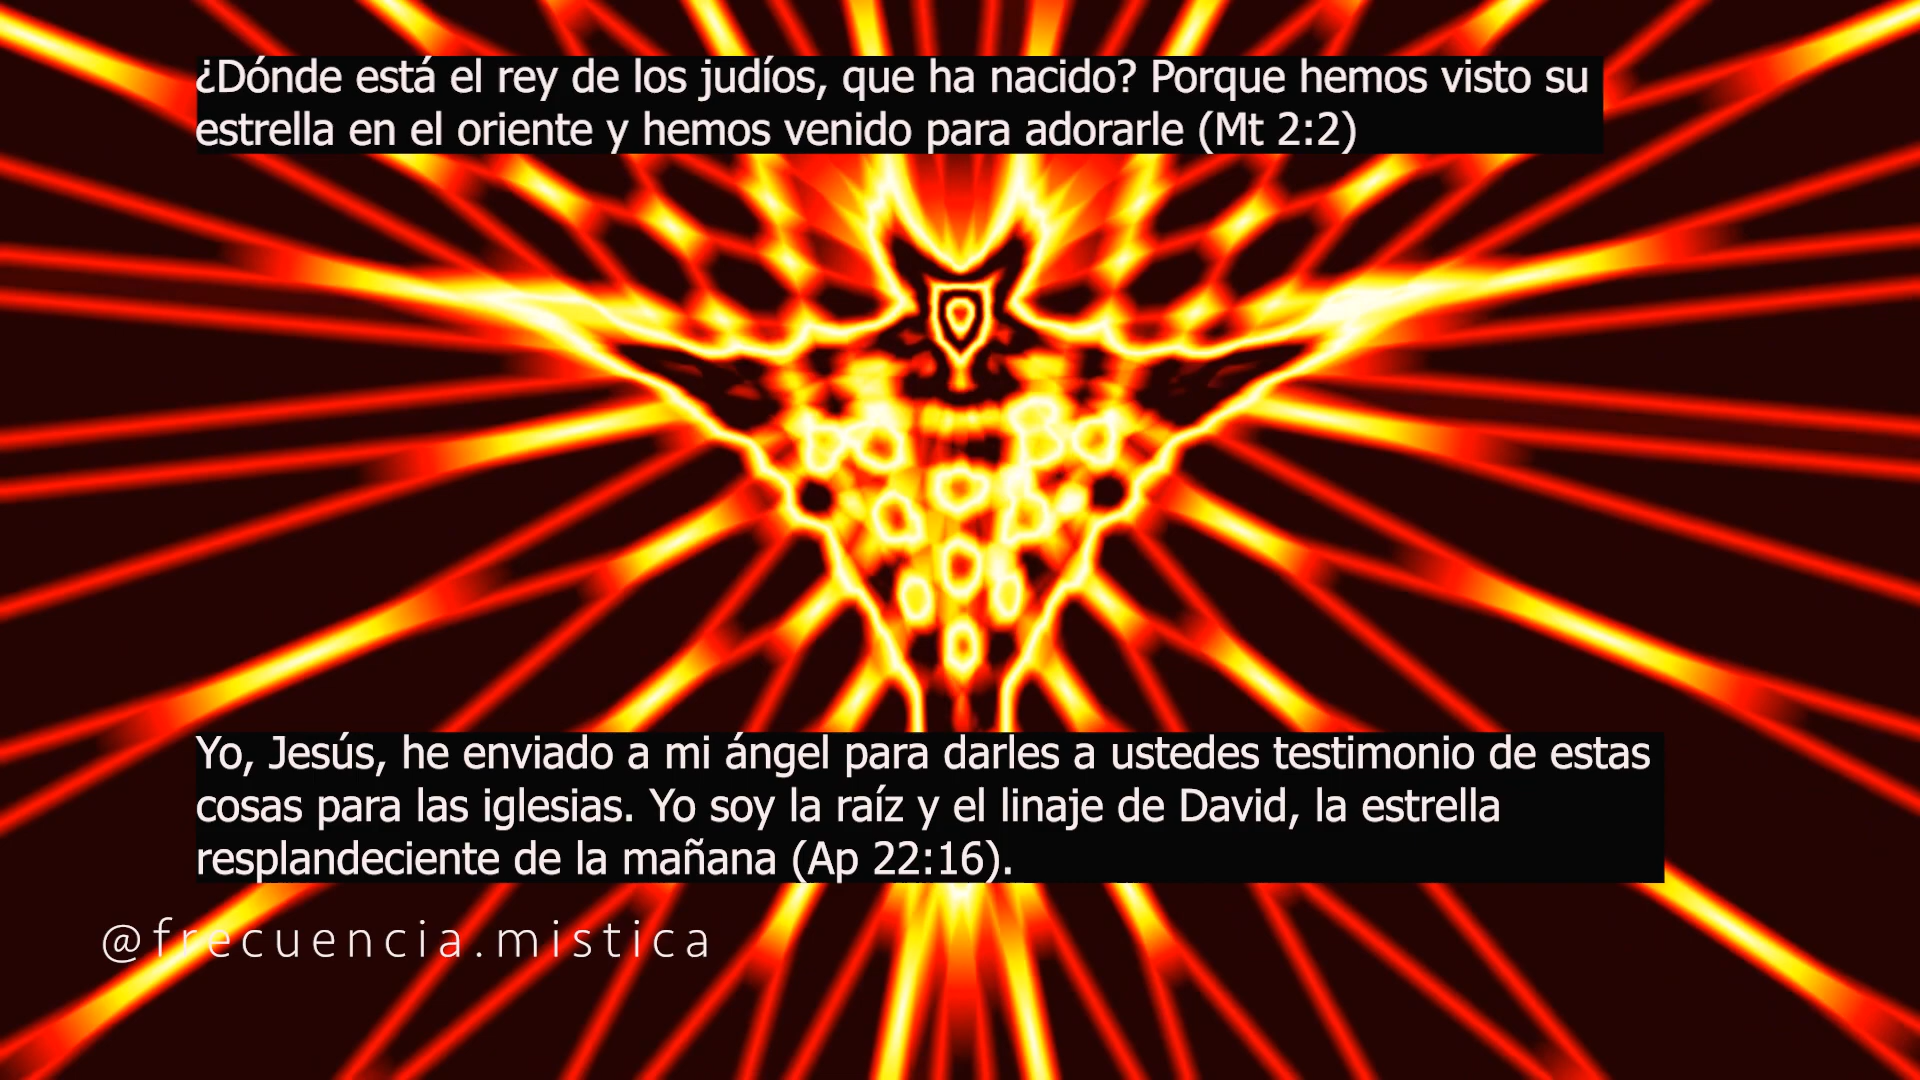 ¿Dónde está el rey de los judíos, que ha nacido? Porque hemos visto su
estrella en el oriente y hemos venido para adorarle (Mt 2:2)
Yo, Jesús, he enviado a mi ángel para darles a ustedes testimonio de estas
cosas para las iglesias. Yo soy la raíz y el linaje de David, la estrella
resplandeciente de la mañana (Ap 22:16).
@frecuencia.mistica